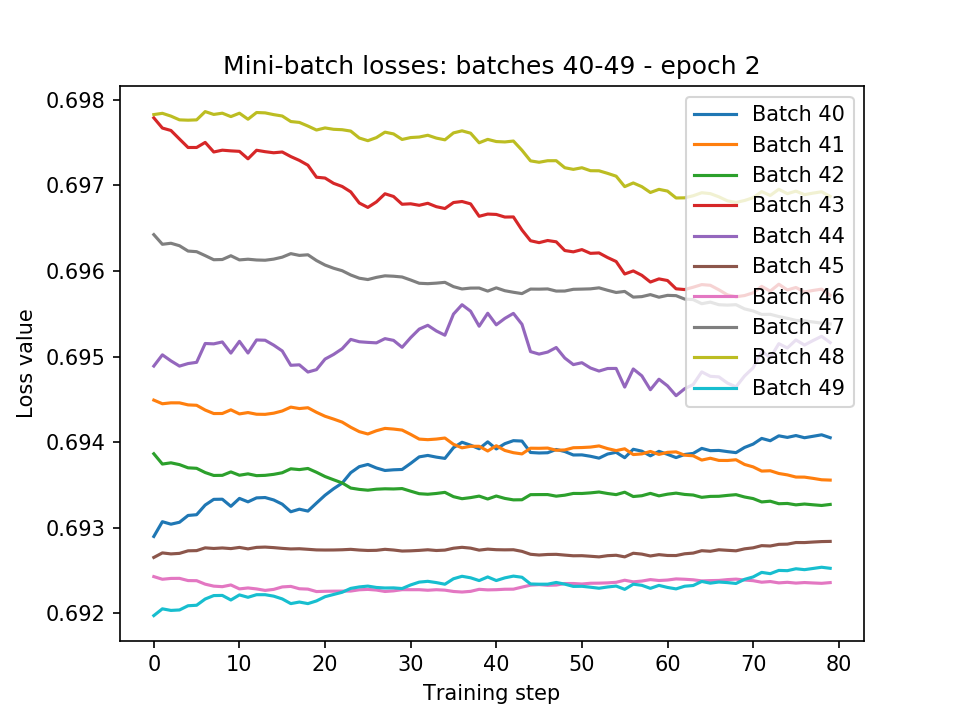 Mini-batch losses: batches 40-49 - epoch 2
0.698
0.697
0.696
0.695
0.694
0.693
0.692
Loss value
Batch 40
Batch 41
Batch 42
Batch 43
Batch 44
Batch 45
Batch 46
Batch 47
Batch 48
Batch 49
0 10 20 30 40 50 60 70 80
Training step